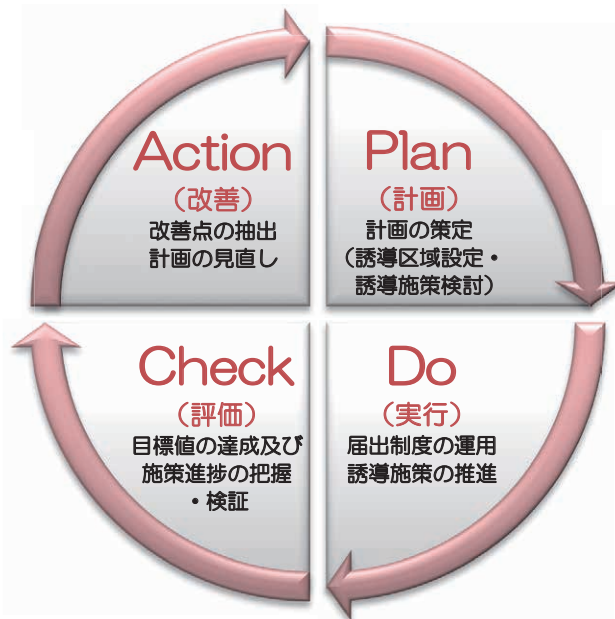 Action
(改善)
改善点の抽出
計画の見直し
Plan
(計画)
計画の策定
(誘導区域設定・
誘導施策検討)
Check
(評価)
目標値の達成及び
施策進捗の把握
・検証
Do
(実行)
届出制度の運用
誘導施策の推進